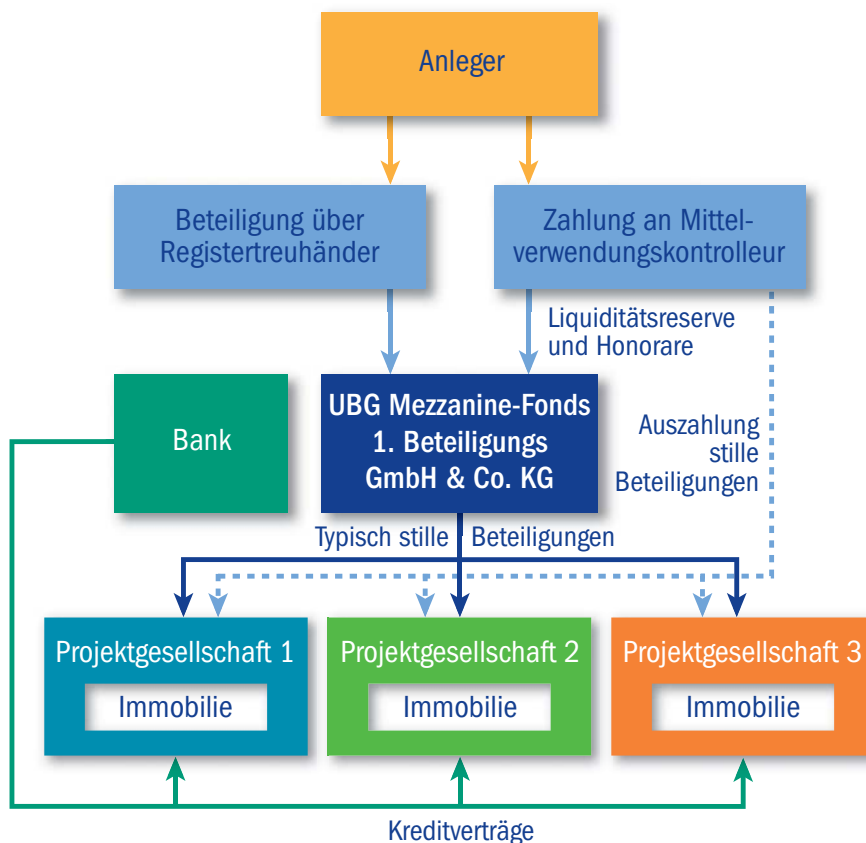 Anleger
Beteiligung über
Registertreuhänder
Zahlung an Mittel-
verwendungskontrolleur
Liquiditätsreserve
und Honorare
Bank
UBG Mezzanine-Fonds
1. Beteiligungs
GmbH & Co. KG
Auszahlung
stille
Beteiligungen
Typisch stille Beteiligungen
Projektgesellschaft 1
Immobilie
Projektgesellschaft 2
Immobilie
Projektgesellschaft 3
Immobilie
Kreditverträge